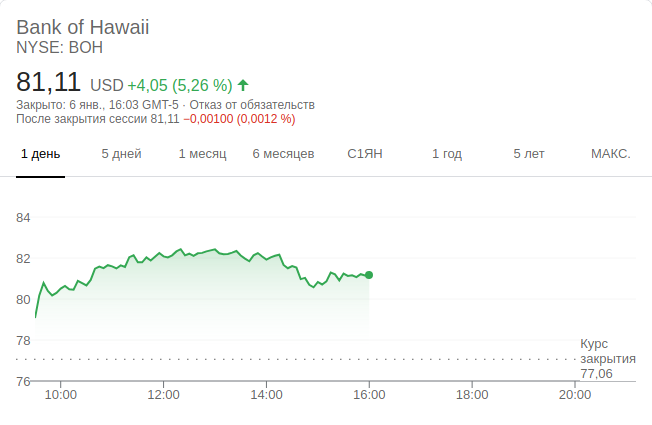 Bank of Hawaii
NYSE: BOH
81,11 USD +4,05 (5,26 %)
Закрыто: 6 янв., 16:03 GMT-5 · Отказ от обязательств
После закрытия сессии 81,11 −0,00100 (0,0012 %)
1 день 5 дней 1 месяц 6 месяцев С1ЯН 1 год 5 лет МАКС.
84
82
80
78
Курс
закрытия
77,06
76
10:00 12:00 14:00 16:00 18:00 20:00